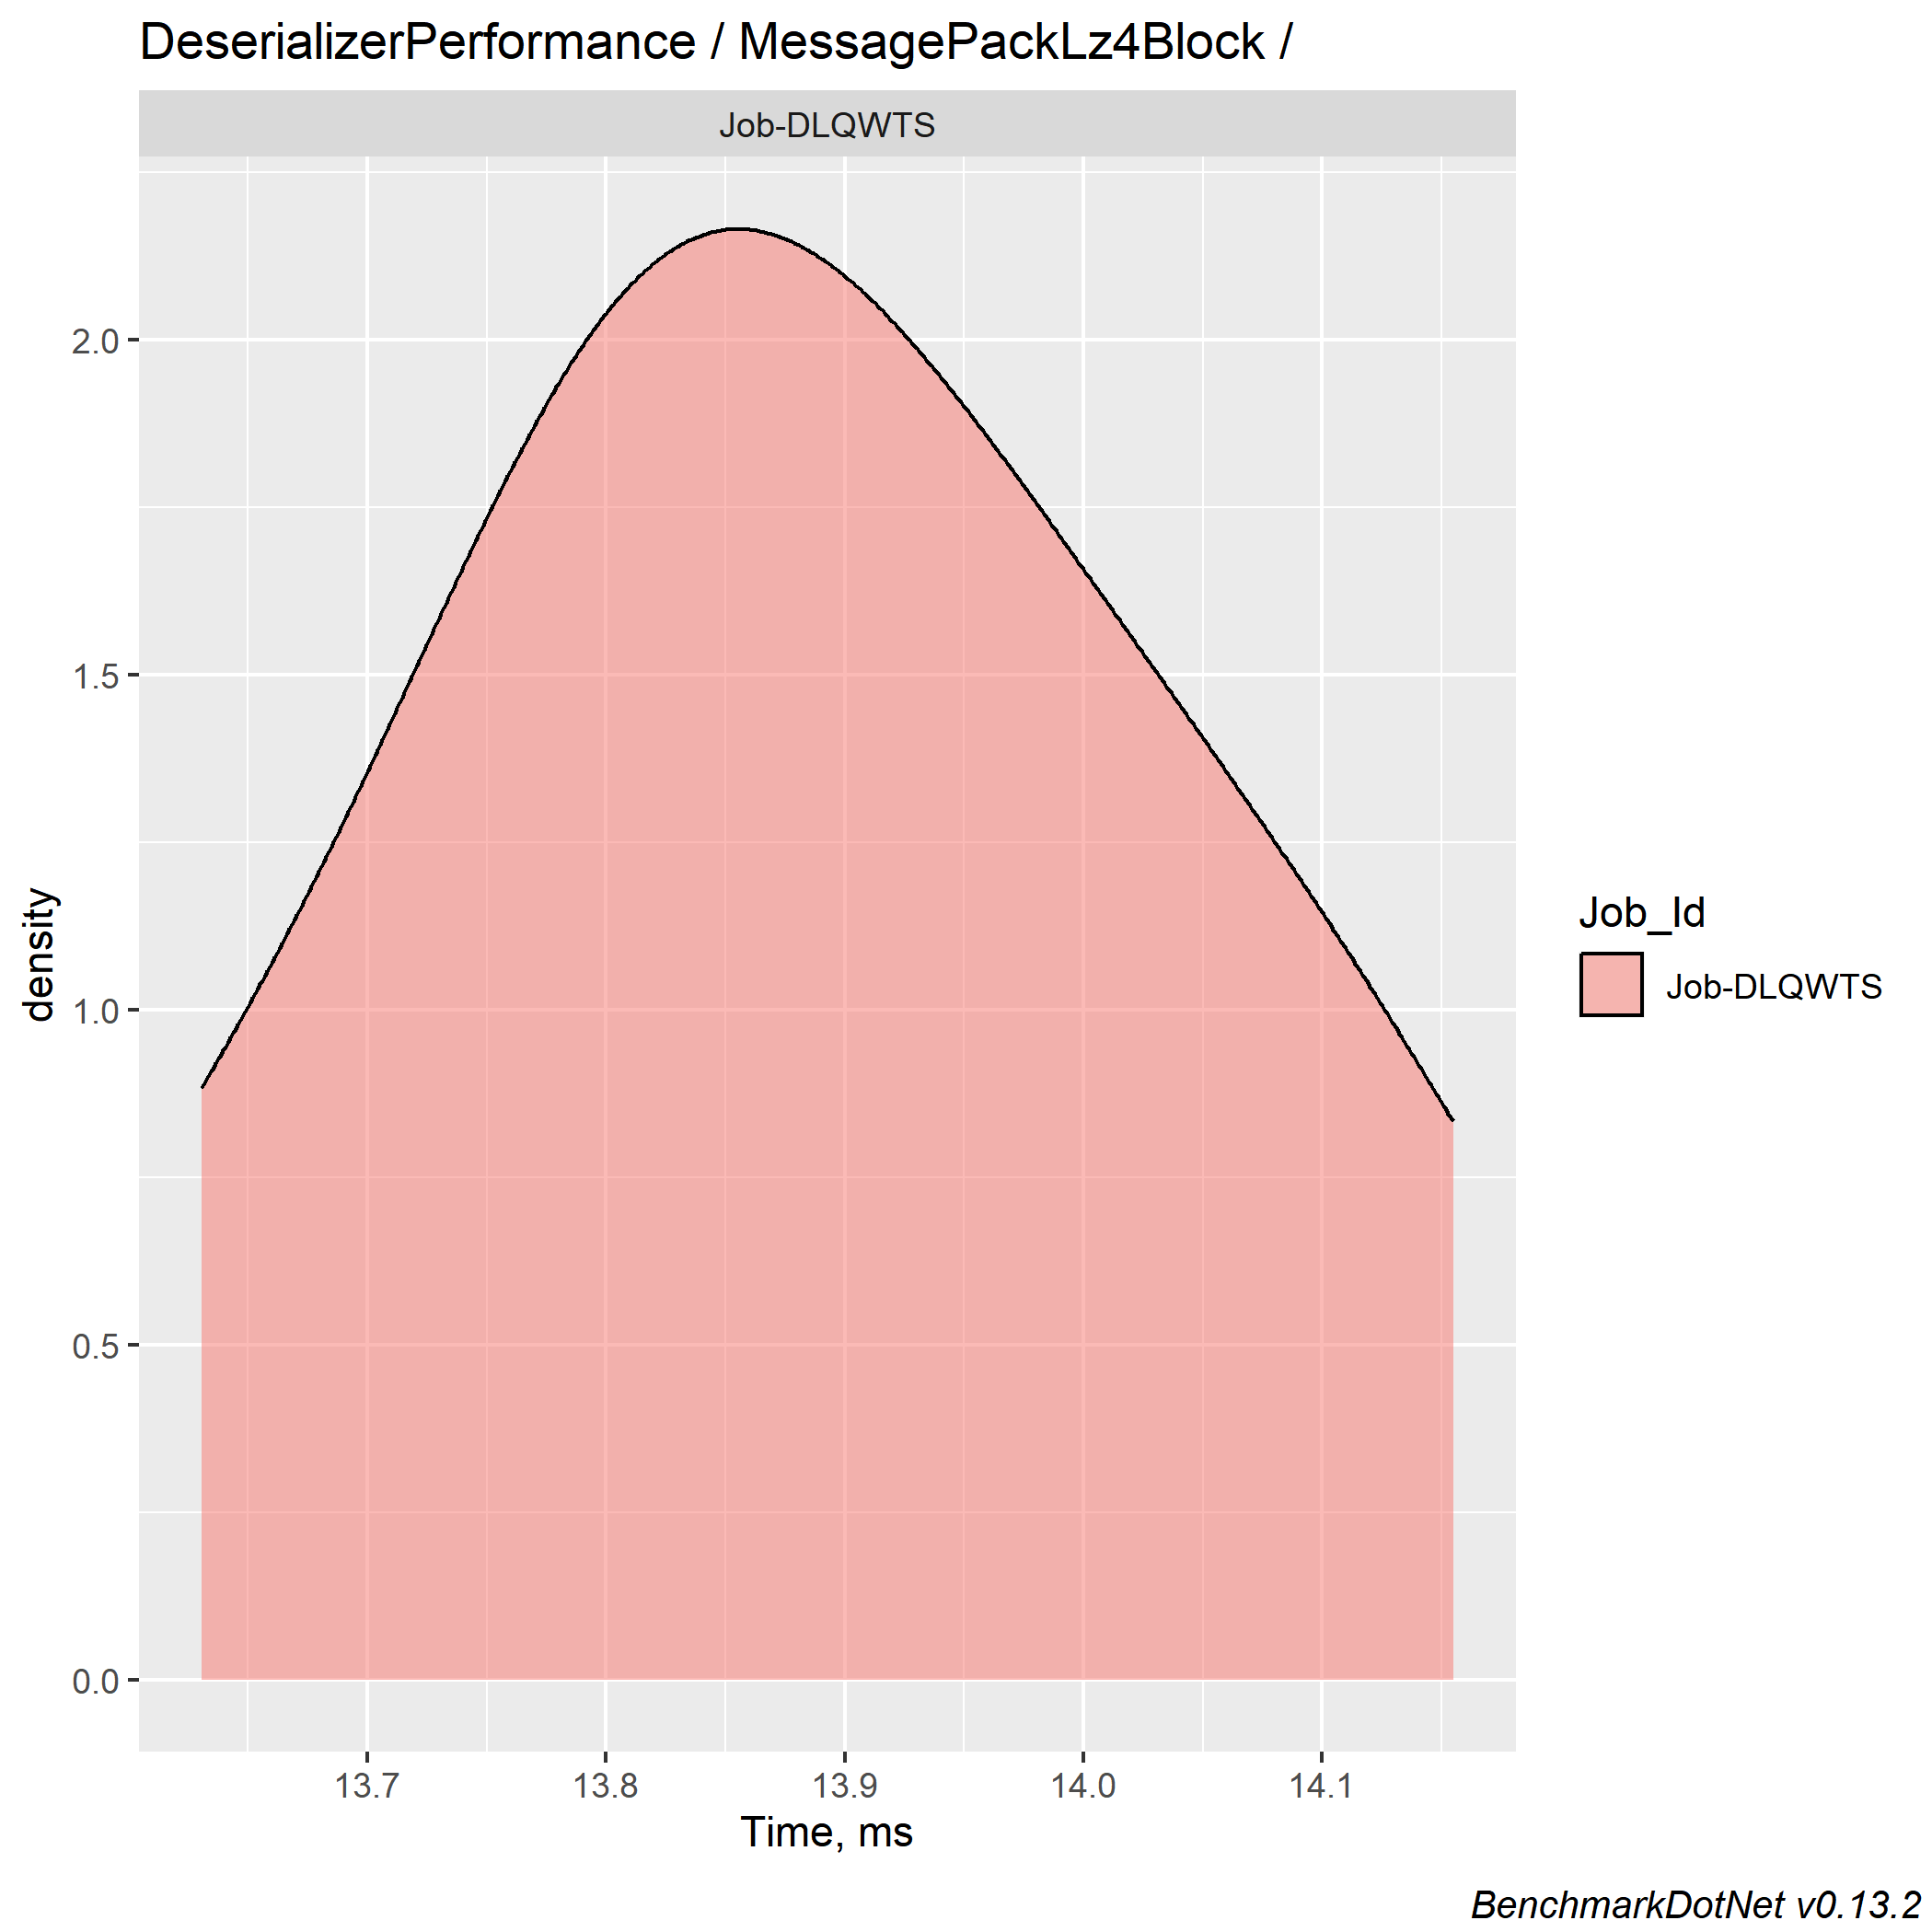 DeserializerPerformance / MessagePackLz4Block /
Job-DLQWTS
2.0
1.5
1.0
0.5
0.0
density
13.7 13.8 13.9 14.0 14.1
Time, ms
Job_Id
Job-DLQWTS
BenchmarkDotNet v0.13.2